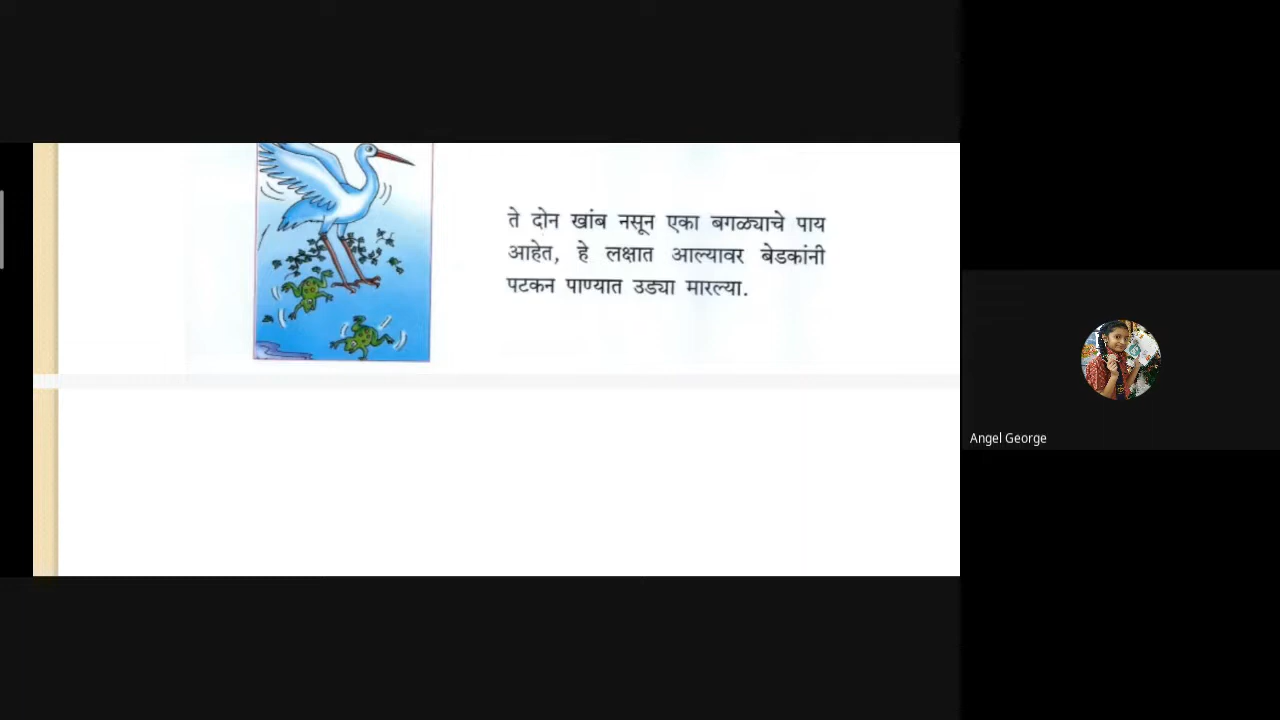 ते दोन खांब नसून एका बगळ्याचे पाय
आहेत, हे लक्षात आल्यावर बेडकांनी
पटकन पाण्यात उड्या मारल्या.
Angel George